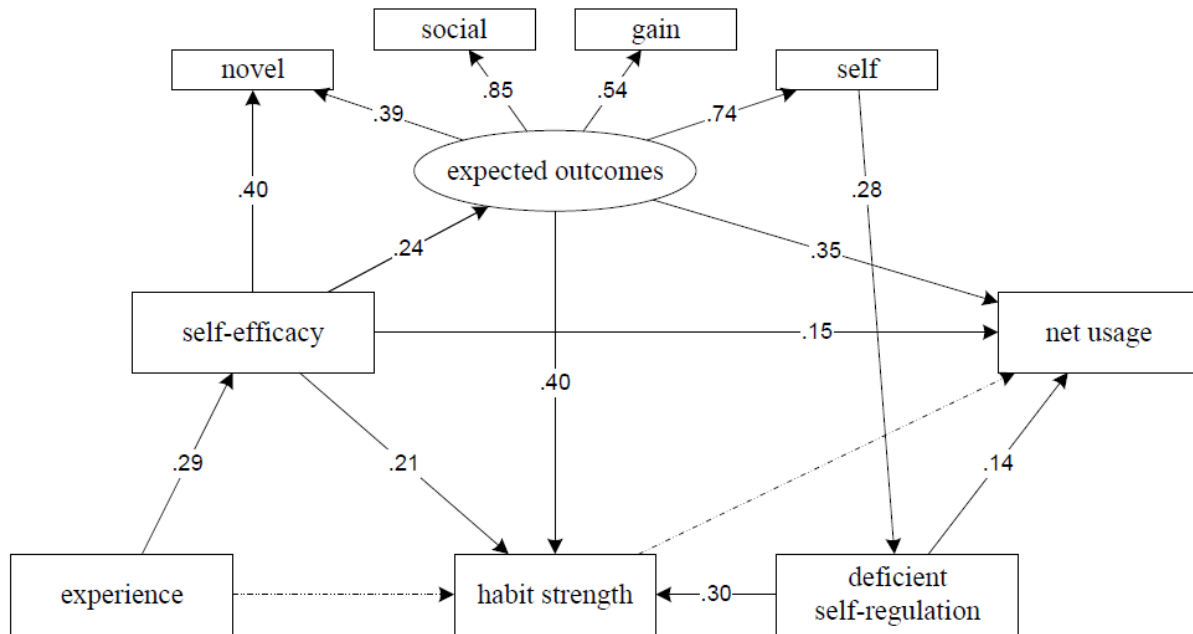 social
gain
novel
self
.85
.54
.39
.74
expected outcomes
.40
.28
.24
.35
self-efficacy
.15
net usage
.40
.29
.21
.14
experience
habit strength
.30
deficient
self-regulation